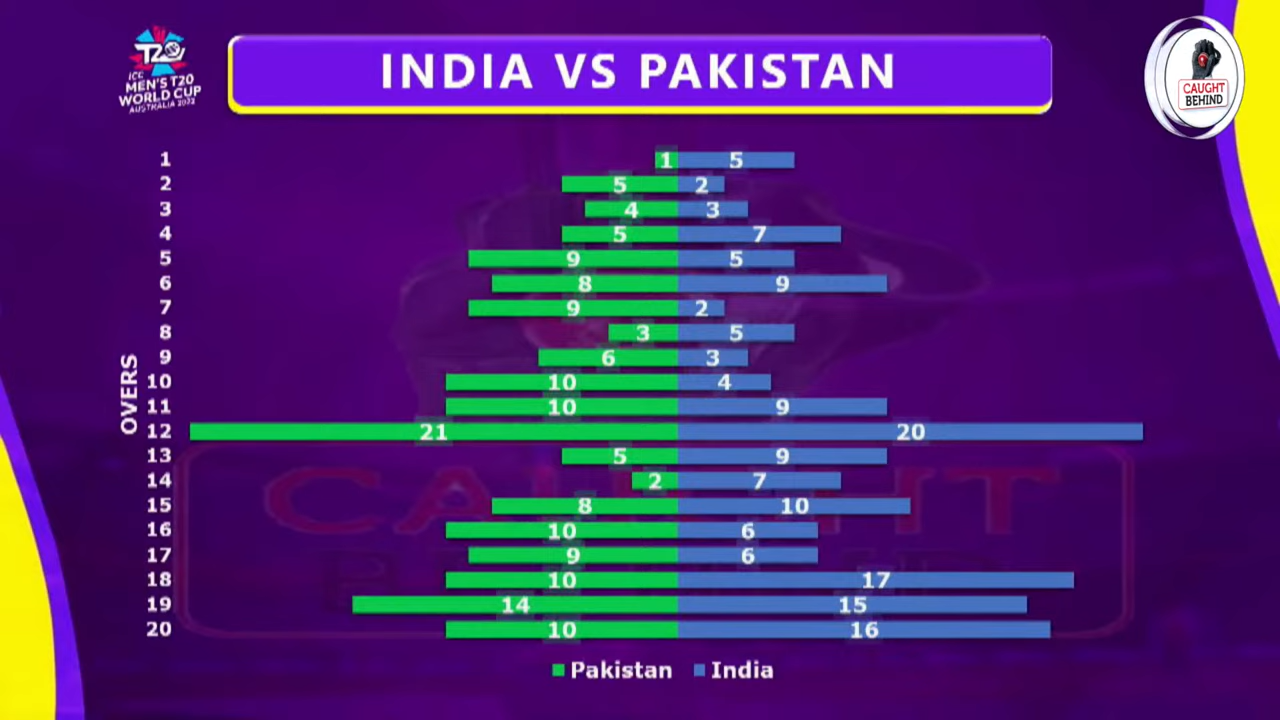 INDIA VS PAKISTAN
T20
ICC
MEN'S T20
WORLD CUP
AUSTRALIA 2022
CAUGHT
BEHIND
OVERS
1 1 5
2 5 2
3 4 3
4 5 7
5 9 5
6 8 9
7 9 2
8 3 5
9 6 3
10 10 4
11 10 9
12 21 20
13 5 9
14 2 7
15 8 10
16 10 6
17 9 6
18 10 17
19 14 15
20 10 16
CAUGHT
Pakistan India